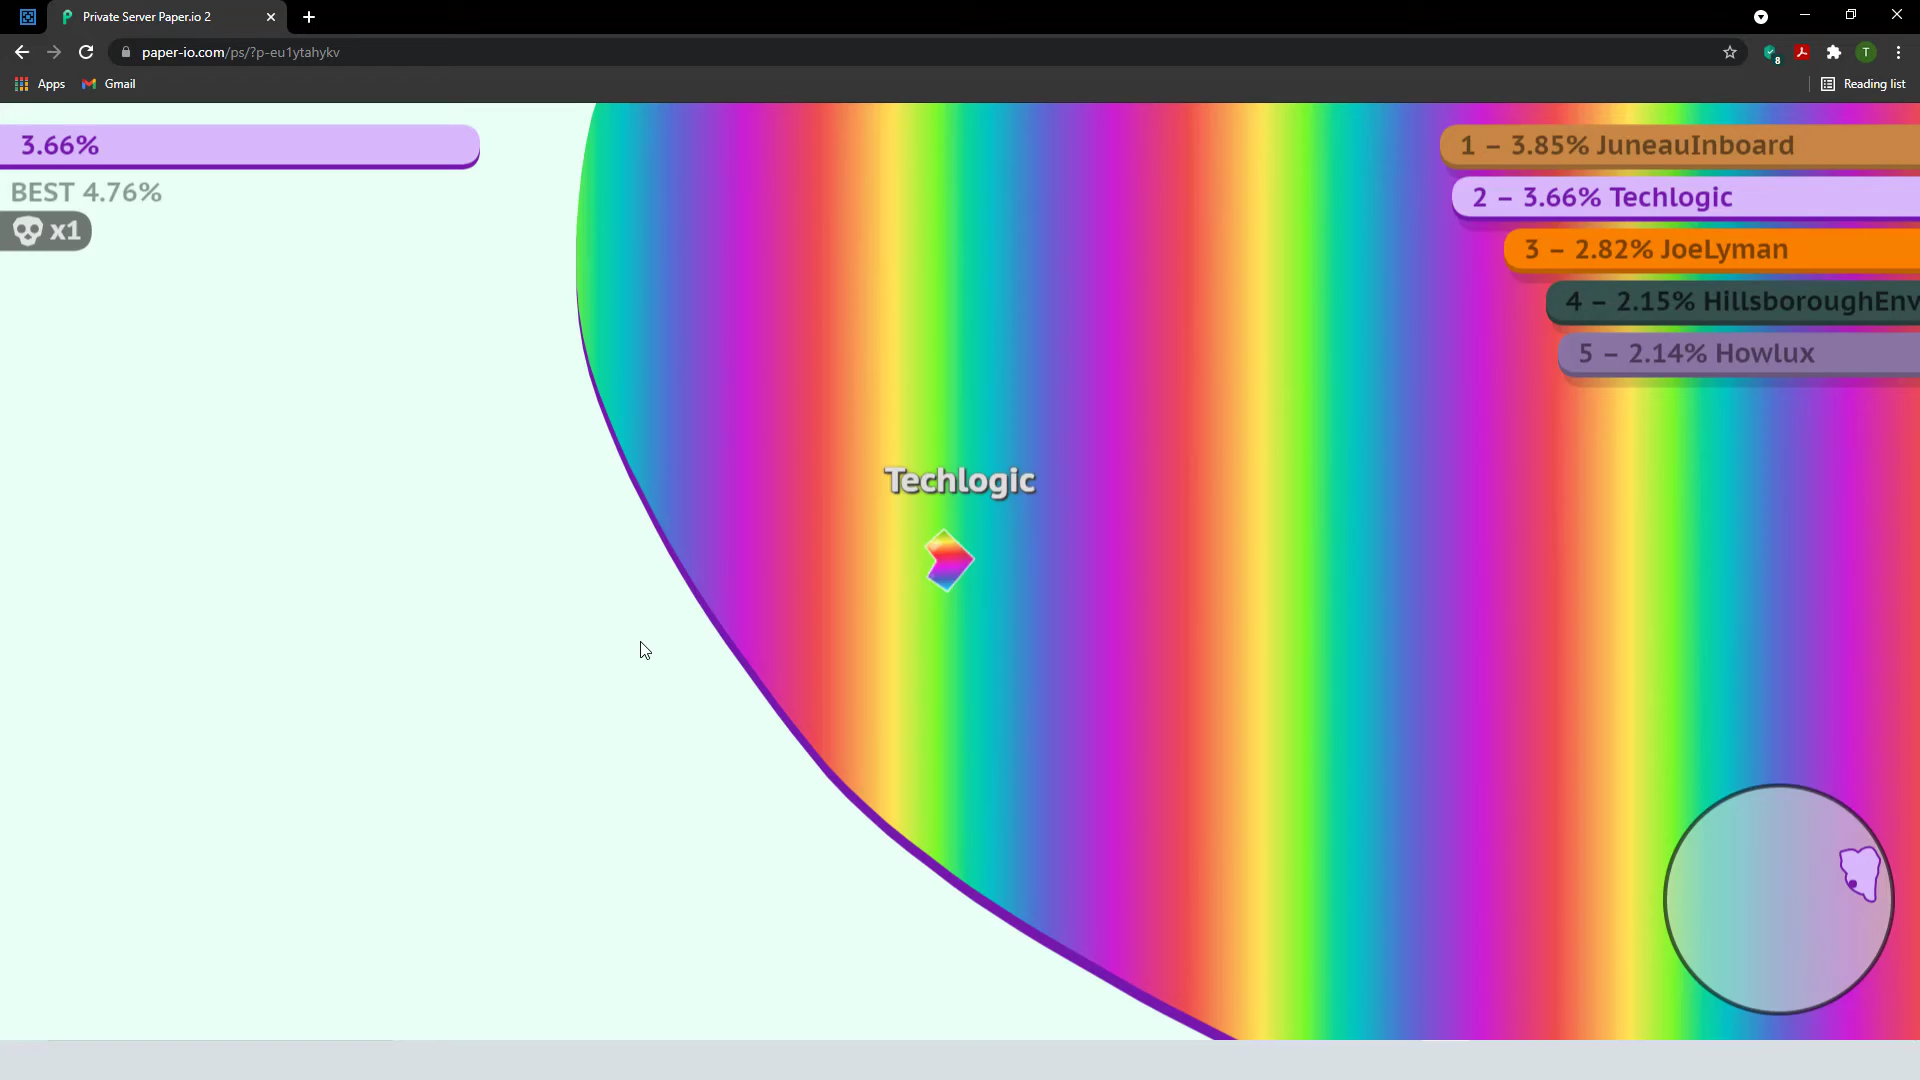 Private Server Paper.io 2
paper-io.com/ps/?p-eu1ytahykv
8
T
Apps
Gmail
Reading list
3.66%
BEST 4.76%
x1
1 – 3.85% JuneauInboard
2 – 3.66% Techlogic
3 – 2.82% JoeLyman
4 – 2.15% HillsboroughEnv
5 – 2.14% Howlux
Techlogic